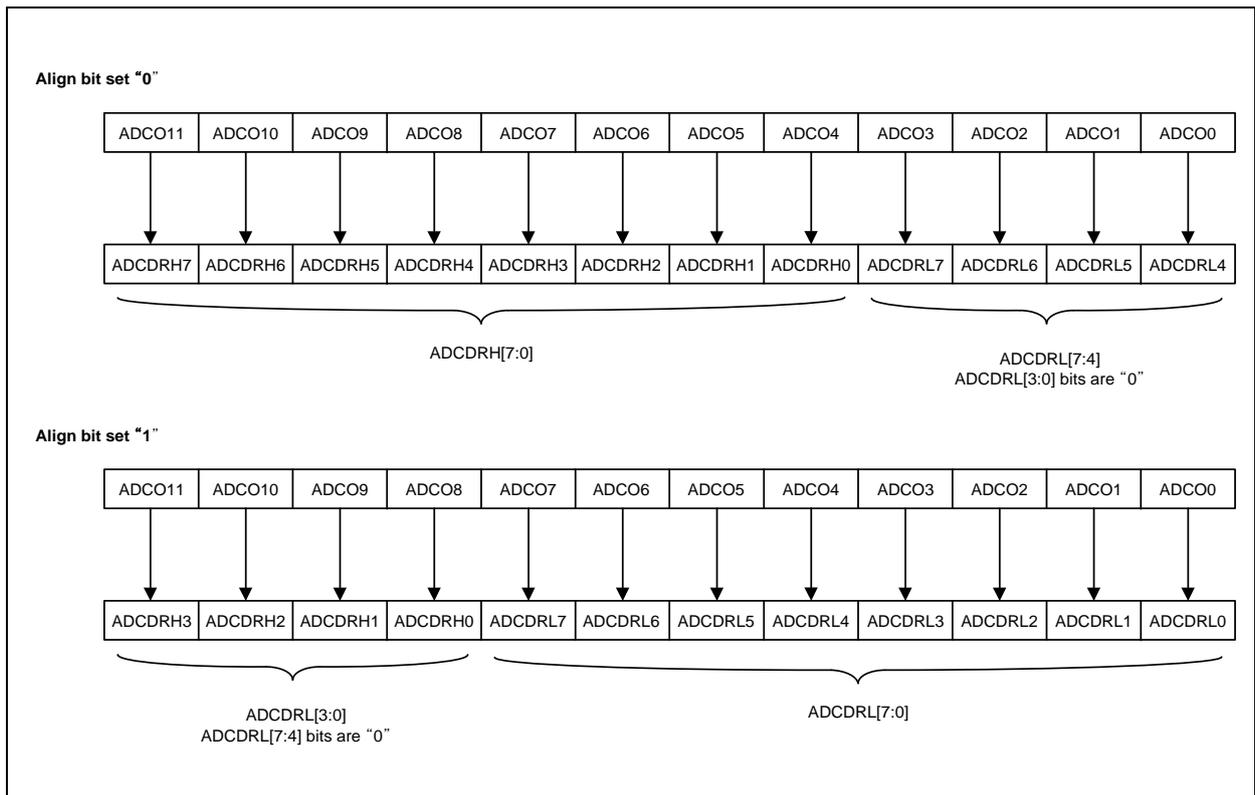 Align bit set “0”
ADCO11 ADCO10 ADCO9 ADCO8 ADCO7 ADCO6 ADCO5 ADCO4 ADCO3 ADCO2 ADCO1 ADCO0
ADCDRH7 ADCDRH6 ADCDRH5 ADCDRH4 ADCDRH3 ADCDRH2 ADCDRH1 ADCDRH0 ADCDRL7 ADCDRL6 ADCDRL5 ADCDRL4
ADCDRH[7:0]
ADCDRL[7:4]
ADCDRL[3:0] bits are “0”
Align bit set “1”
ADCO11 ADCO10 ADCO9 ADCO8 ADCO7 ADCO6 ADCO5 ADCO4 ADCO3 ADCO2 ADCO1 ADCO0
ADCDRH3 ADCDRH2 ADCDRH1 ADCDRH0 ADCDRL7 ADCDRL6 ADCDRL5 ADCDRL4 ADCDRL3 ADCDRL2 ADCDRL1 ADCDRL0
ADCDRL[3:0]
ADCDRL[7:4] bits are “0”
ADCDRL[7:0]